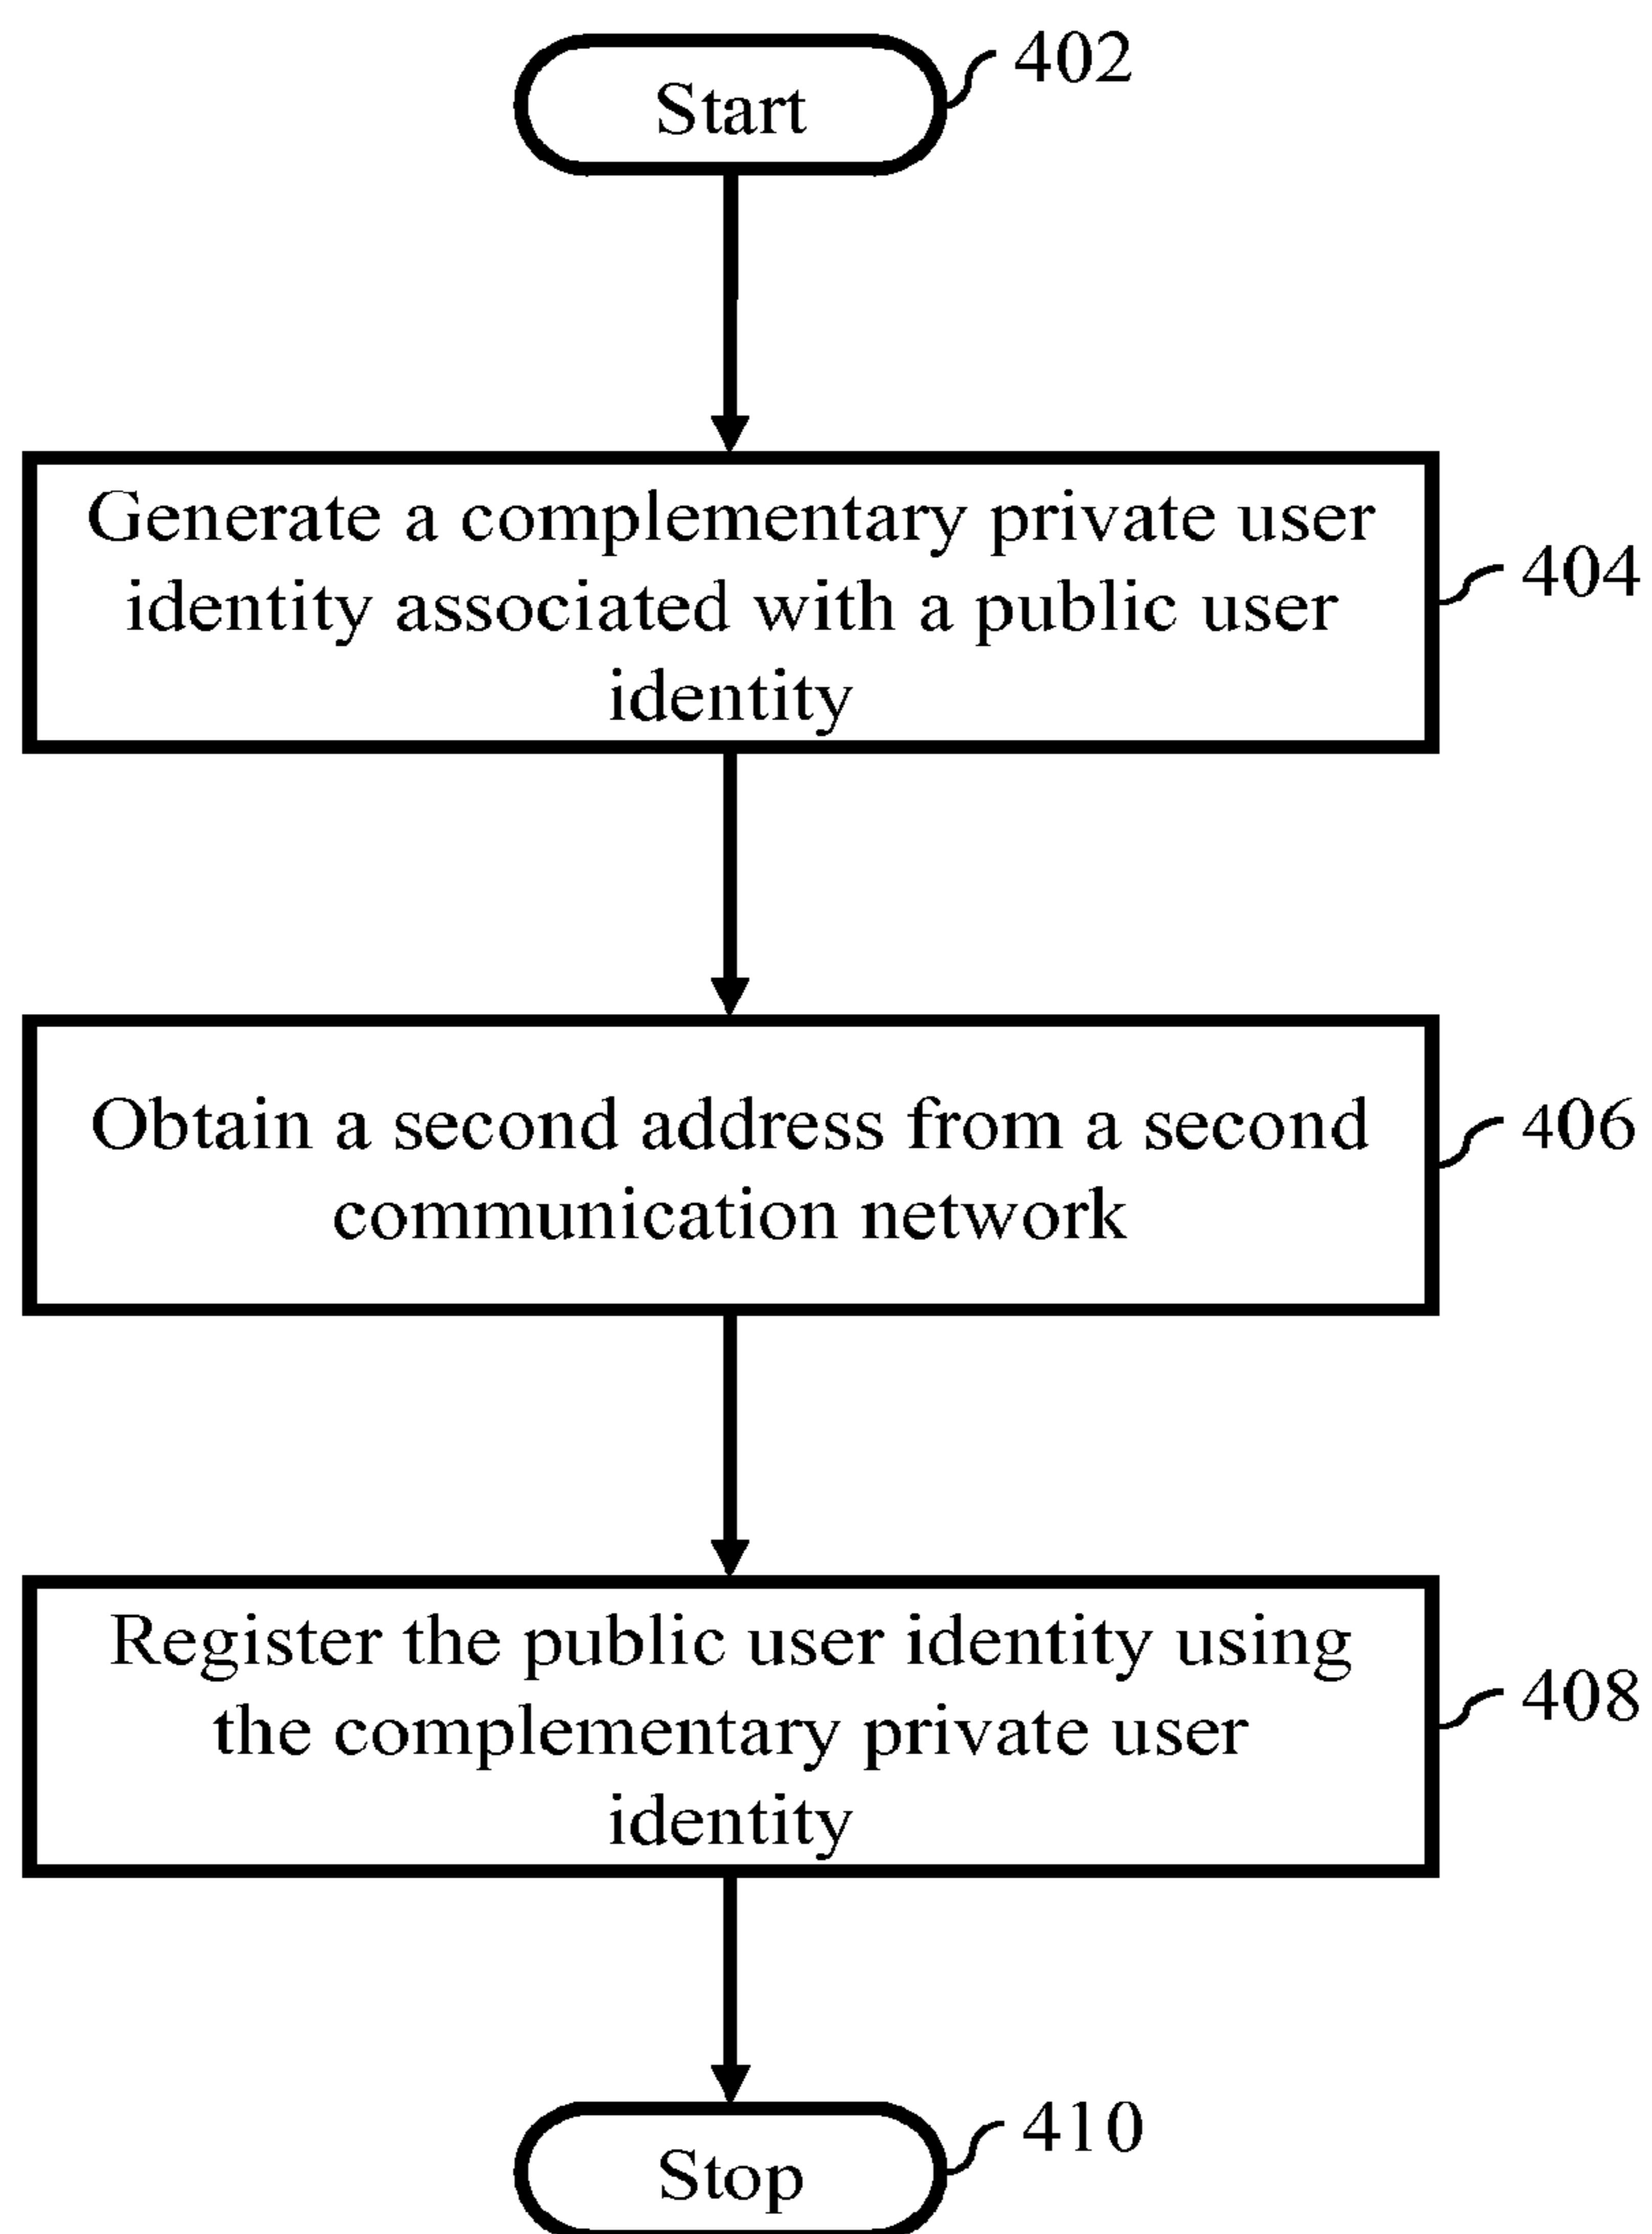 Start
402
Generate a complementary private user
identity associated with a public user
identity
404
Obtain a second address from a second
communication network
406
Register the public user identity using
the complementary private user
identity
408
Stop
410